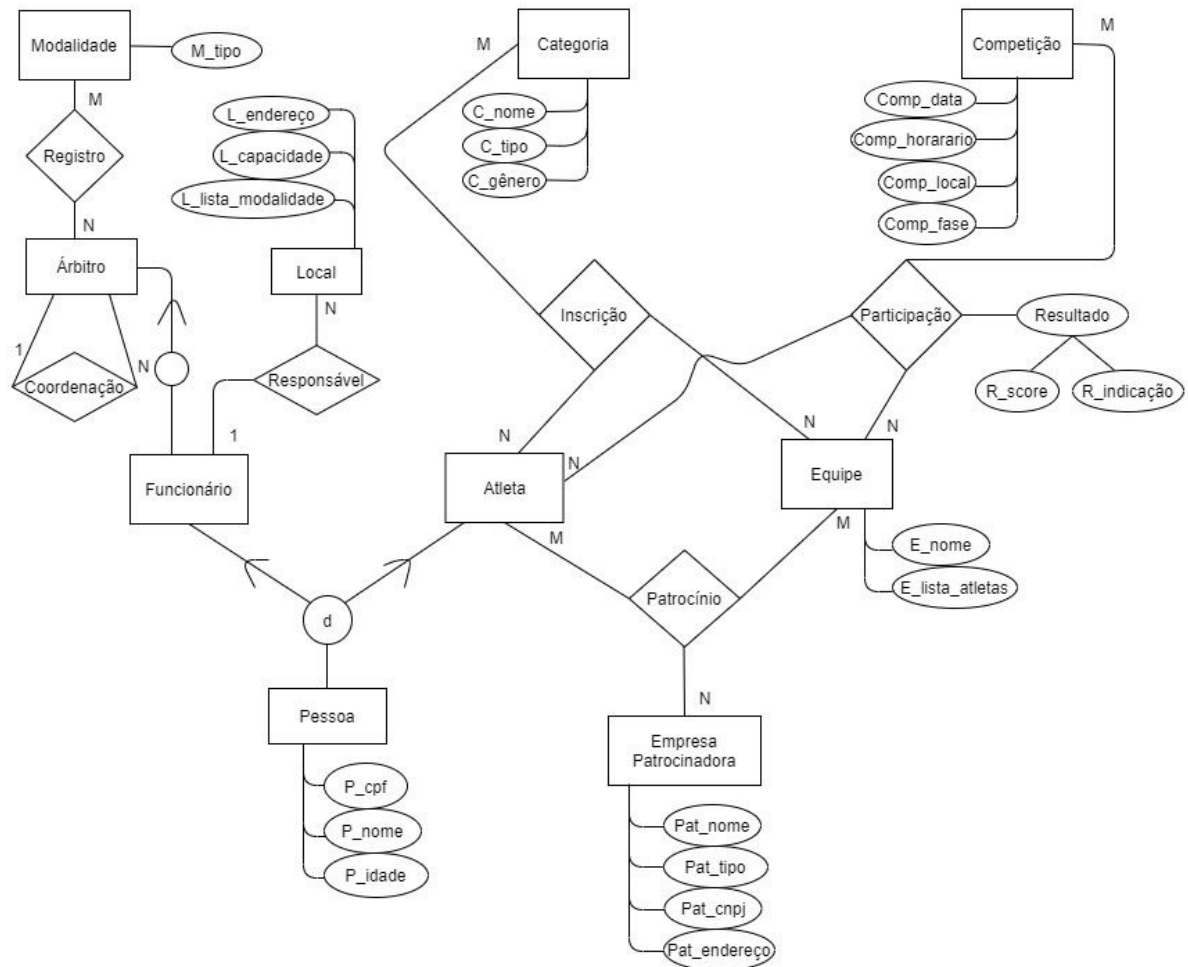 Modalidade
M_tipo
M
Registro
N
Árbitro
1
N
Coordenação
L_endereço
L_capacidade
L_lista_modalidade
Local
N
Responsável
1
Funcionário
M
Categoria
C_nome
C_tipo
C_gênero
Inscrição
N
N
Atleta
N
M
Competição
M
Comp_data
Comp_horarario
Comp_local
Comp_fase
Participação
Resultado
R_score
R_indicação
N
Equipe
M
E_nome
E_lista_atletas
Patrocínio
N
d
Pessoa
P_cpf
P_nome
P_idade
Empresa
Patrocinadora
Pat_nome
Pat_tipo
Pat_cnpj
Pat_endereço